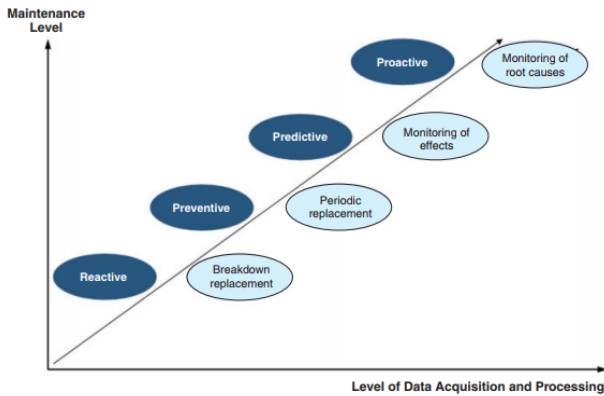 Maintenance
Level
Proactive
Monitoring of
root causes
Predictive
Monitoring of
effects
Preventive
Periodic
replacement
Reactive
Breakdown
replacement
Level of Data Acquisition and Processing